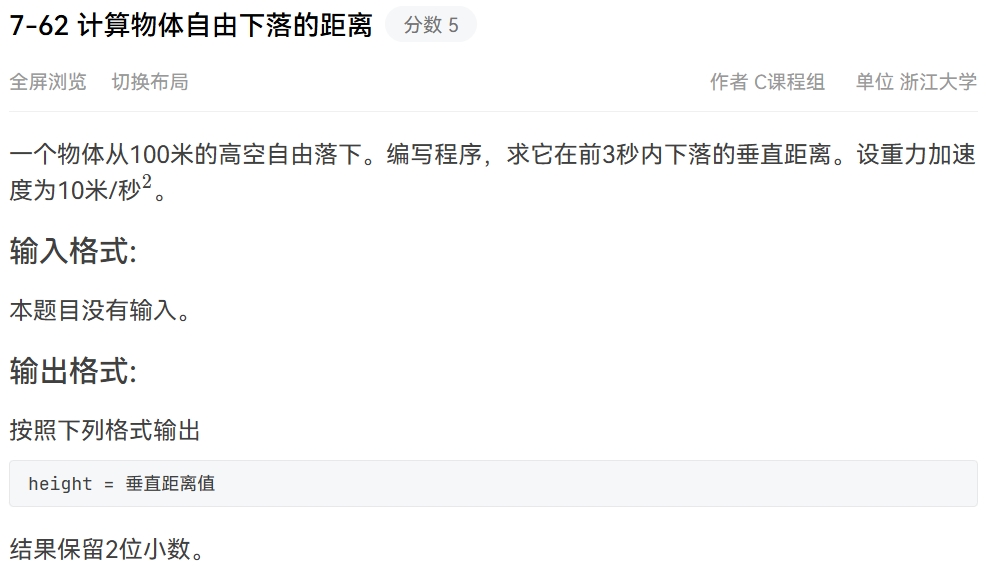 7-62 计算物体自由下落的距离 分数 5
全屏浏览 切换布局 作者 C课程组 单位 浙江大学
一个物体从100米的高空自由落下。编写程序，求它在前3秒内下落的垂直距离。设重力加速
度为10米/秒²。
输入格式:
本题目没有输入。
输出格式:
按照下列格式输出
height = 垂直距离值
结果保留2位小数。